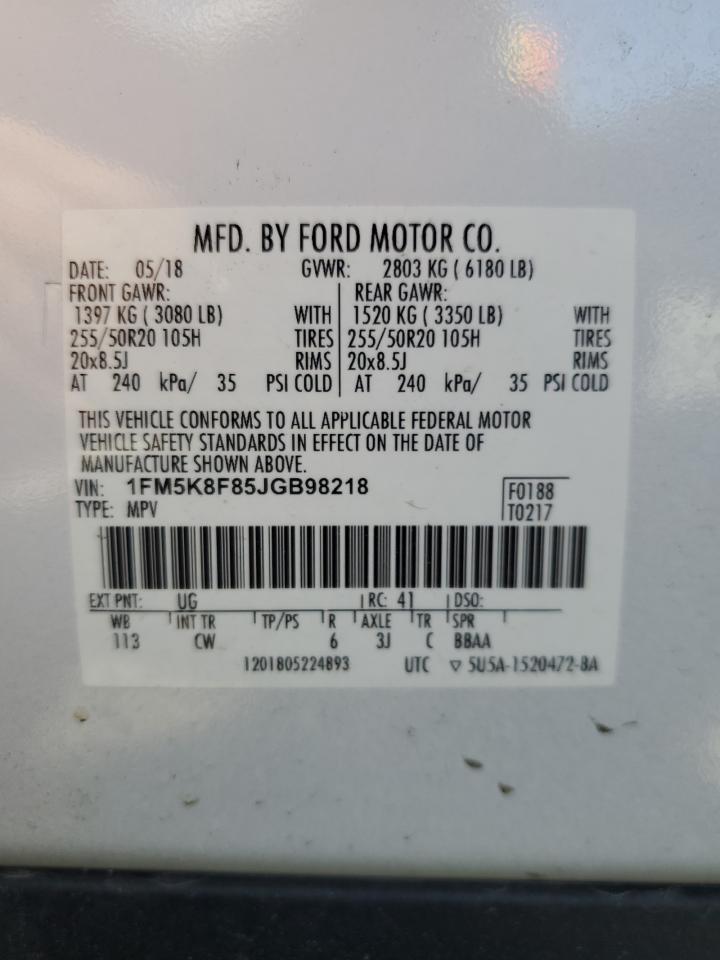 MFD. BY FORD MOTOR CO.
DATE: 05/18 GVWR: 2803 KG ( 6180 LB)
FRONT GAWR: REAR GAWR:
1397 KG ( 3080 LB) WITH 1520 KG ( 3350 LB) WITH
255/50R20 105H TIRES 255/50R20 105H TIRES
20x8.5J RIMS 20x8.5J RIMS
AT 240 kPa/ 35 PSI COLD AT 240 kPa/ 35 PSI COLD
THIS VEHICLE CONFORMS TO ALL APPLICABLE FEDERAL MOTOR
VEHICLE SAFETY STANDARDS IN EFFECT ON THE DATE OF
MANUFACTURE SHOWN ABOVE.
VIN: 1FM5K8F85JGB98218 F0188
TYPE: MPV T0217
EXT PNT: UG RC: 41 DSO:
WB INT TR TP/PS R AXLE TR SPR
113 CW 6 3J C BBAA
1201805224893 UTC ▽ 5U5A-1520472-BA